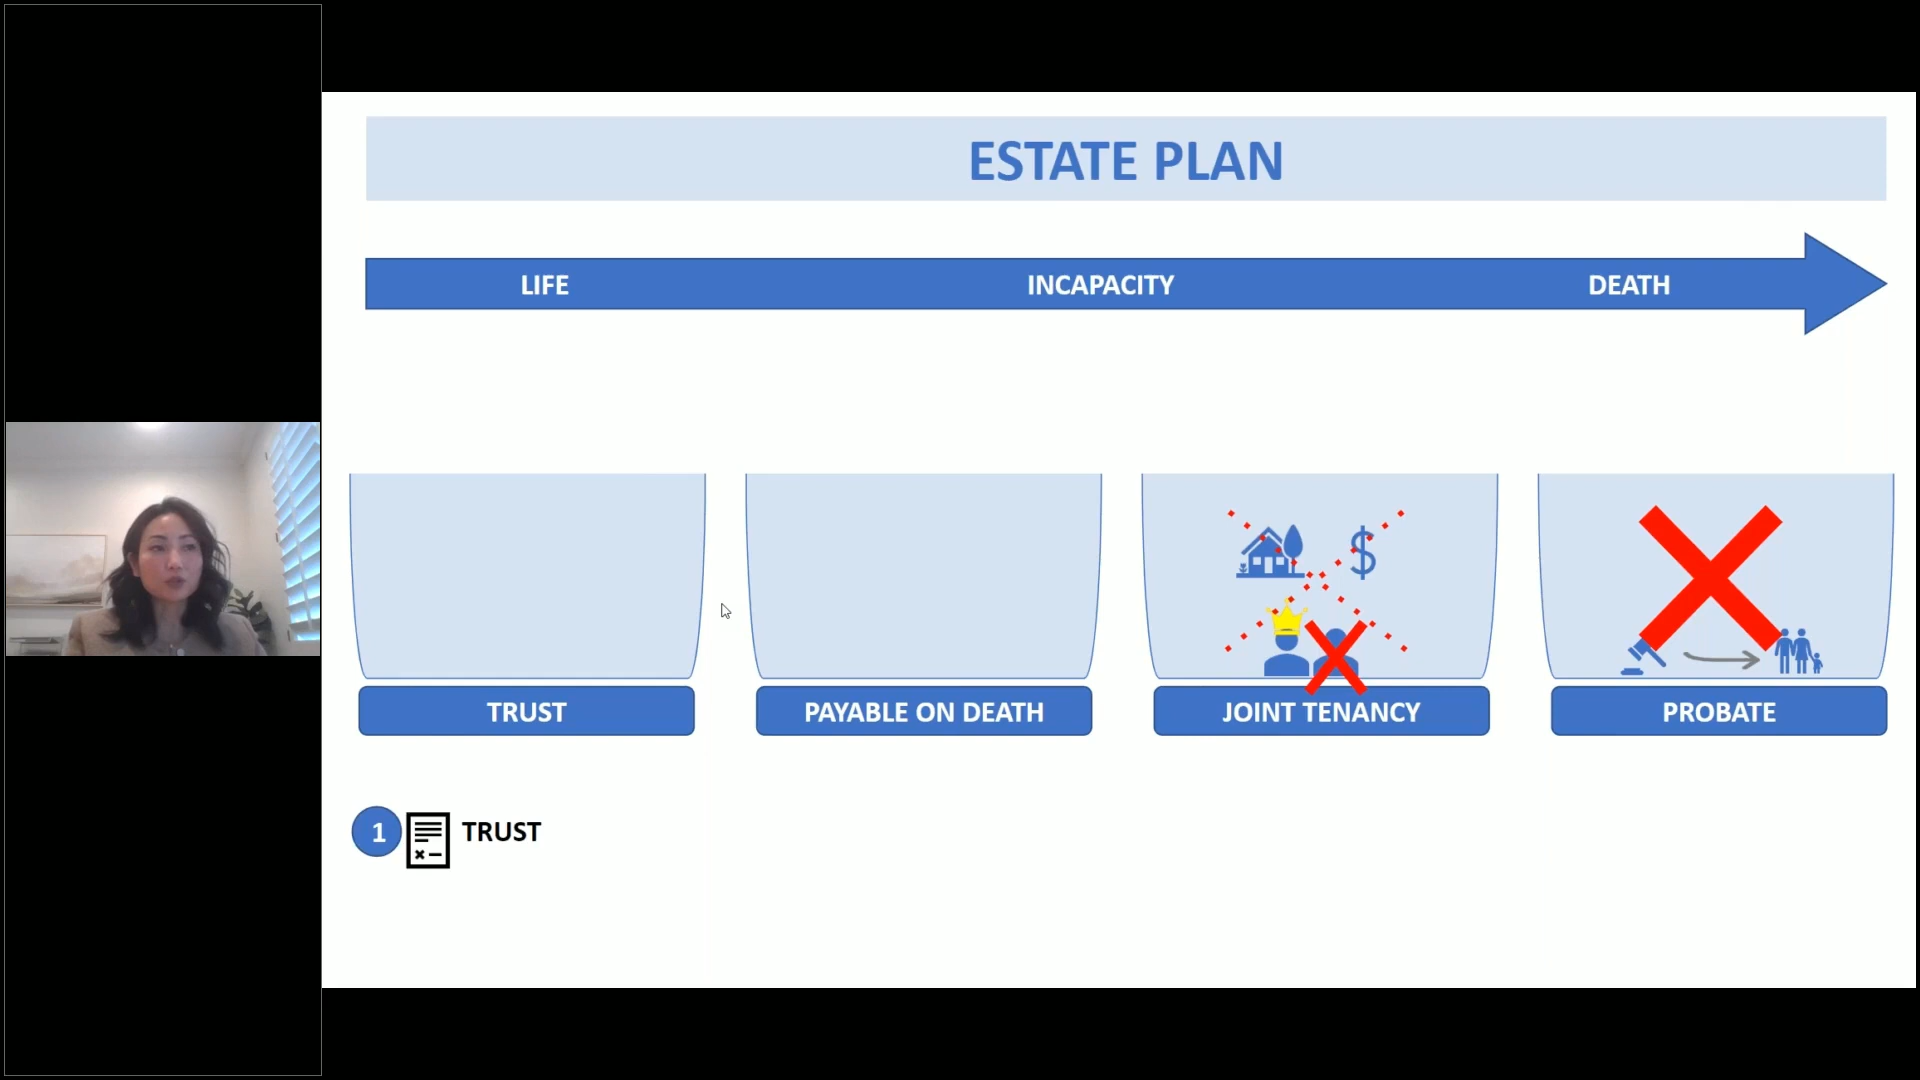 ESTATE PLAN
LIFE INCAPACITY DEATH
TRUST PAYABLE ON DEATH JOINT TENANCY PROBATE
1 TRUST